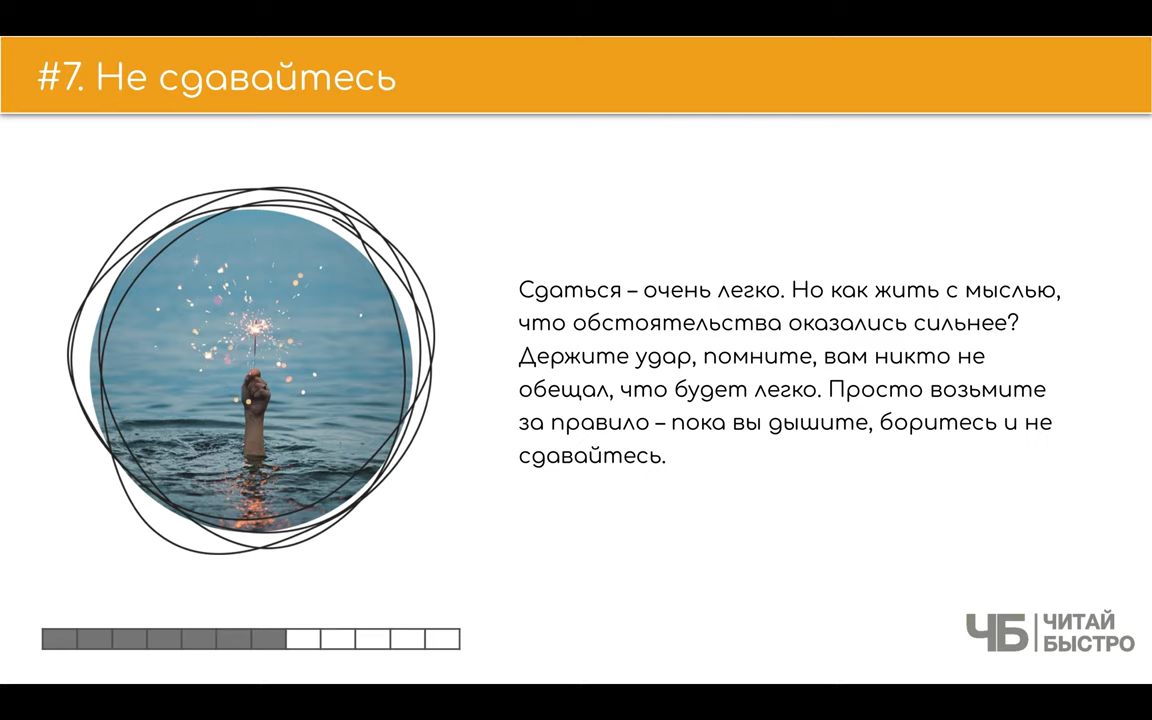 #7. Не сдавайтесь
Сдаться – очень легко. Но как жить с мыслью,
что обстоятельства оказались сильнее?
Держите удар, помните, вам никто не
обещал, что будет легко. Просто возьмите
за правило – пока вы дышите, боритесь и не
сдавайтесь.
ЧБ
ЧИТАЙ
БЫСТРО